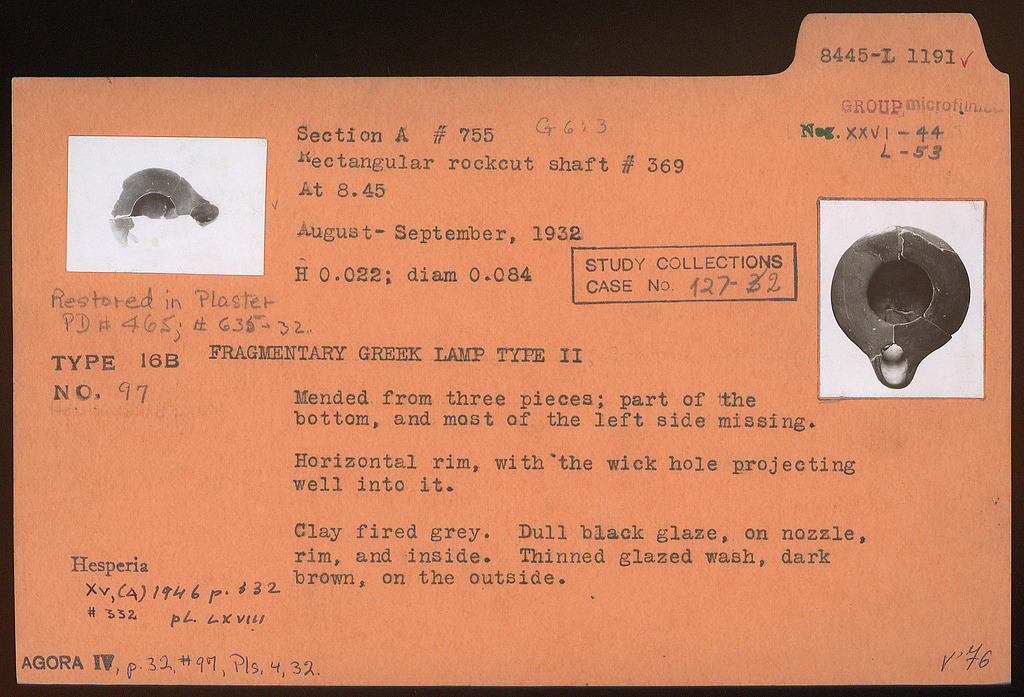 8445-L 1191 ✓
GROUP microfilmed
Neg. XXVI - 44
L - 53
Section A # 755 G 6:3
Rectangular rockcut shaft # 369
At 8.45
August- September, 1932
H 0.022; diam 0.084
STUDY COLLECTIONS
CASE No. 127-32
Restored in Plaster
PD # 465; # 635-32.
TYPE 16B FRAGMENTARY GREEK LAMP TYPE II
NO. 97
Mended from three pieces; part of the
bottom, and most of the left side missing.
Horizontal rim, with the wick hole projecting
well into it.
Clay fired grey. Dull black glaze, on nozzle,
rim, and inside. Thinned glazed wash, dark
brown, on the outside.
Hesperia
XV, (4) 1946 p. 332
# 332 pL LXVIII
AGORA IV, p. 32, #97, Pls. 4, 32.
V'76